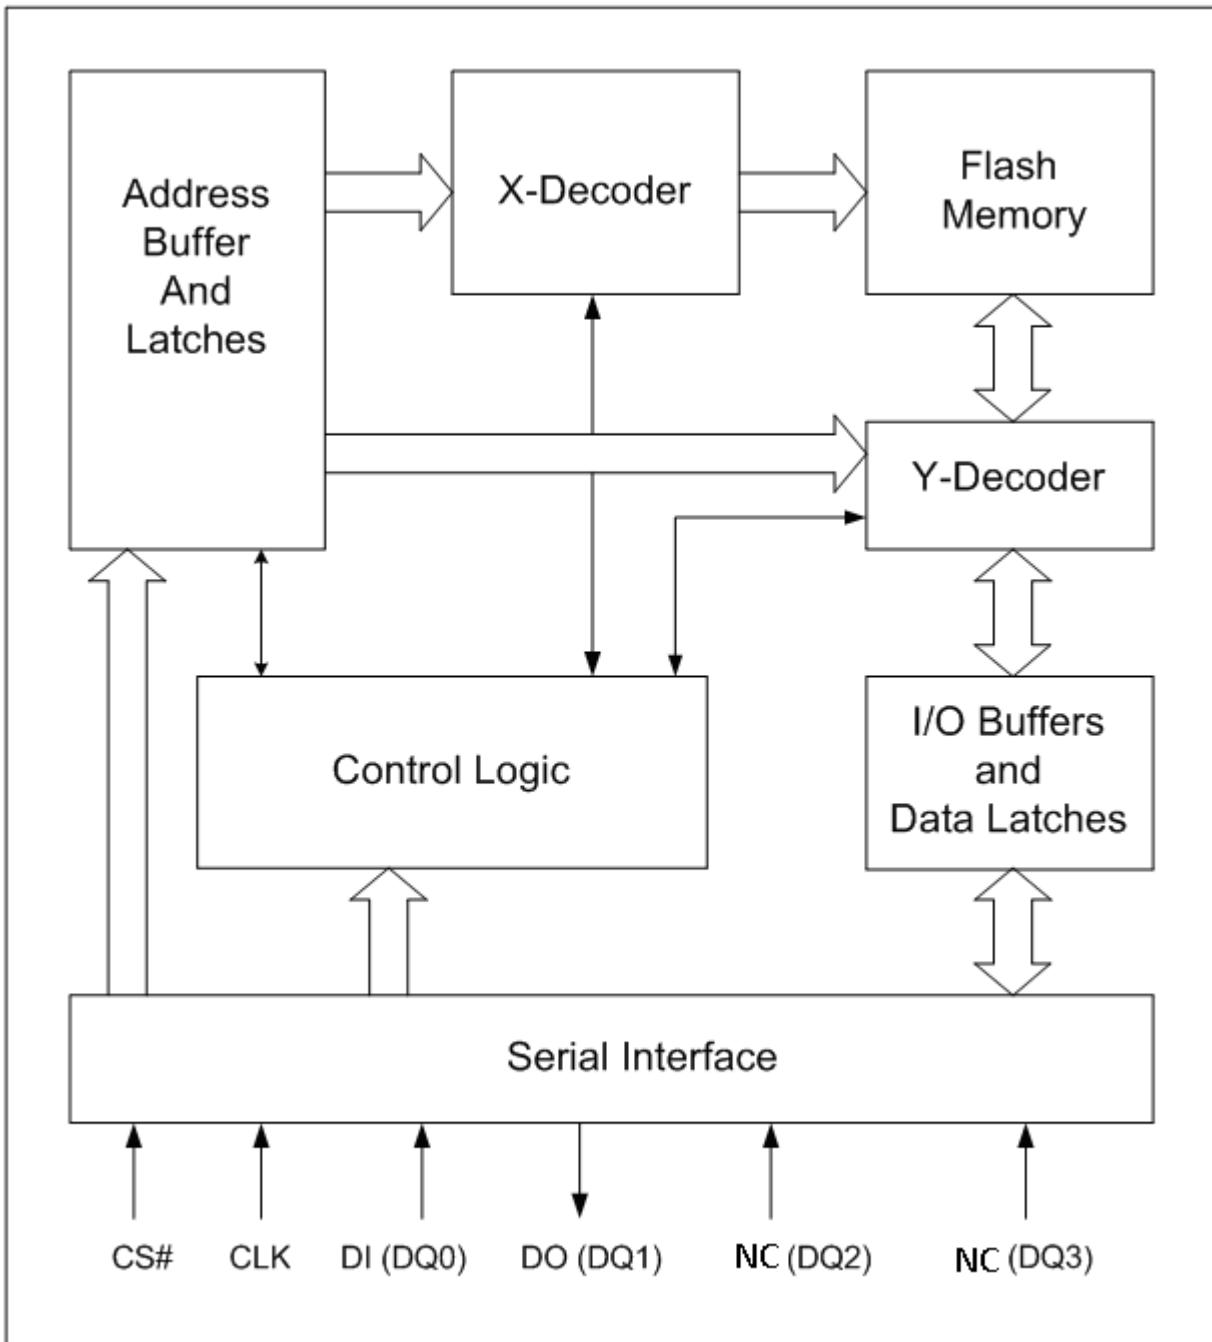 Address
Buffer
And
Latches
X-Decoder
Flash
Memory
Y-Decoder
Control Logic
I/O Buffers
and
Data Latches
Serial Interface
CS#
CLK
DI (DQ0)
DO (DQ1)
NC (DQ2)
NC (DQ3)